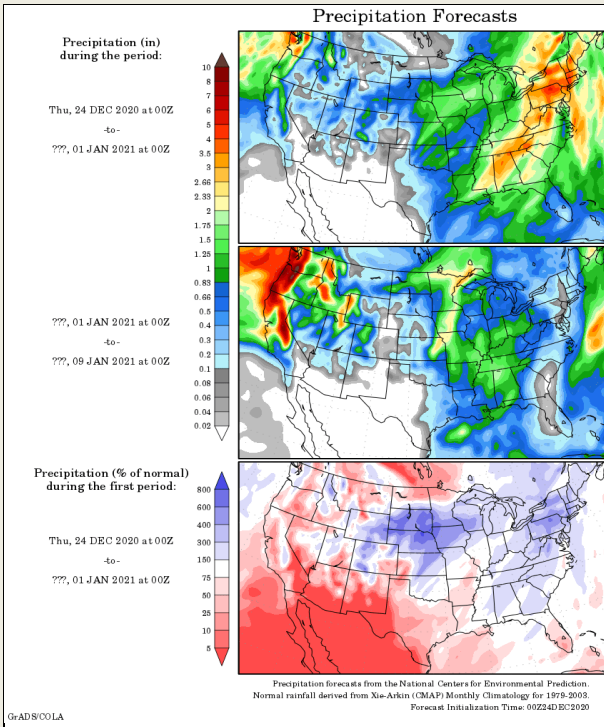 Precipitation Forecasts
Precipitation (in)
during the period:
Thu, 24 DEC 2020 at 00Z
-to-
???, 01 JAN 2021 at 00Z
10
8
7
6
5
4
3.5
3
2.66
2.33
2
1.75
1.5
1.25
1
0.83
0.66
0.5
0.4
0.3
0.2
0.1
0.08
0.06
0.04
0.02
???, 01 JAN 2021 at 00Z
-to-
???, 09 JAN 2021 at 00Z
Precipitation (% of normal)
during the first period:
Thu, 24 DEC 2020 at 00Z
-to-
???, 01 JAN 2021 at 00Z
800
600
400
300
150
75
50
25
10
5
Precipitation forecasts from the National Centers for Environmental Prediction.
Normal rainfall derived from Xie-Arkin (CMAP) Monthly Climatology for 1979-2003.
Forecast Initialization Time: 00Z24DEC2020
GrADS/COLA